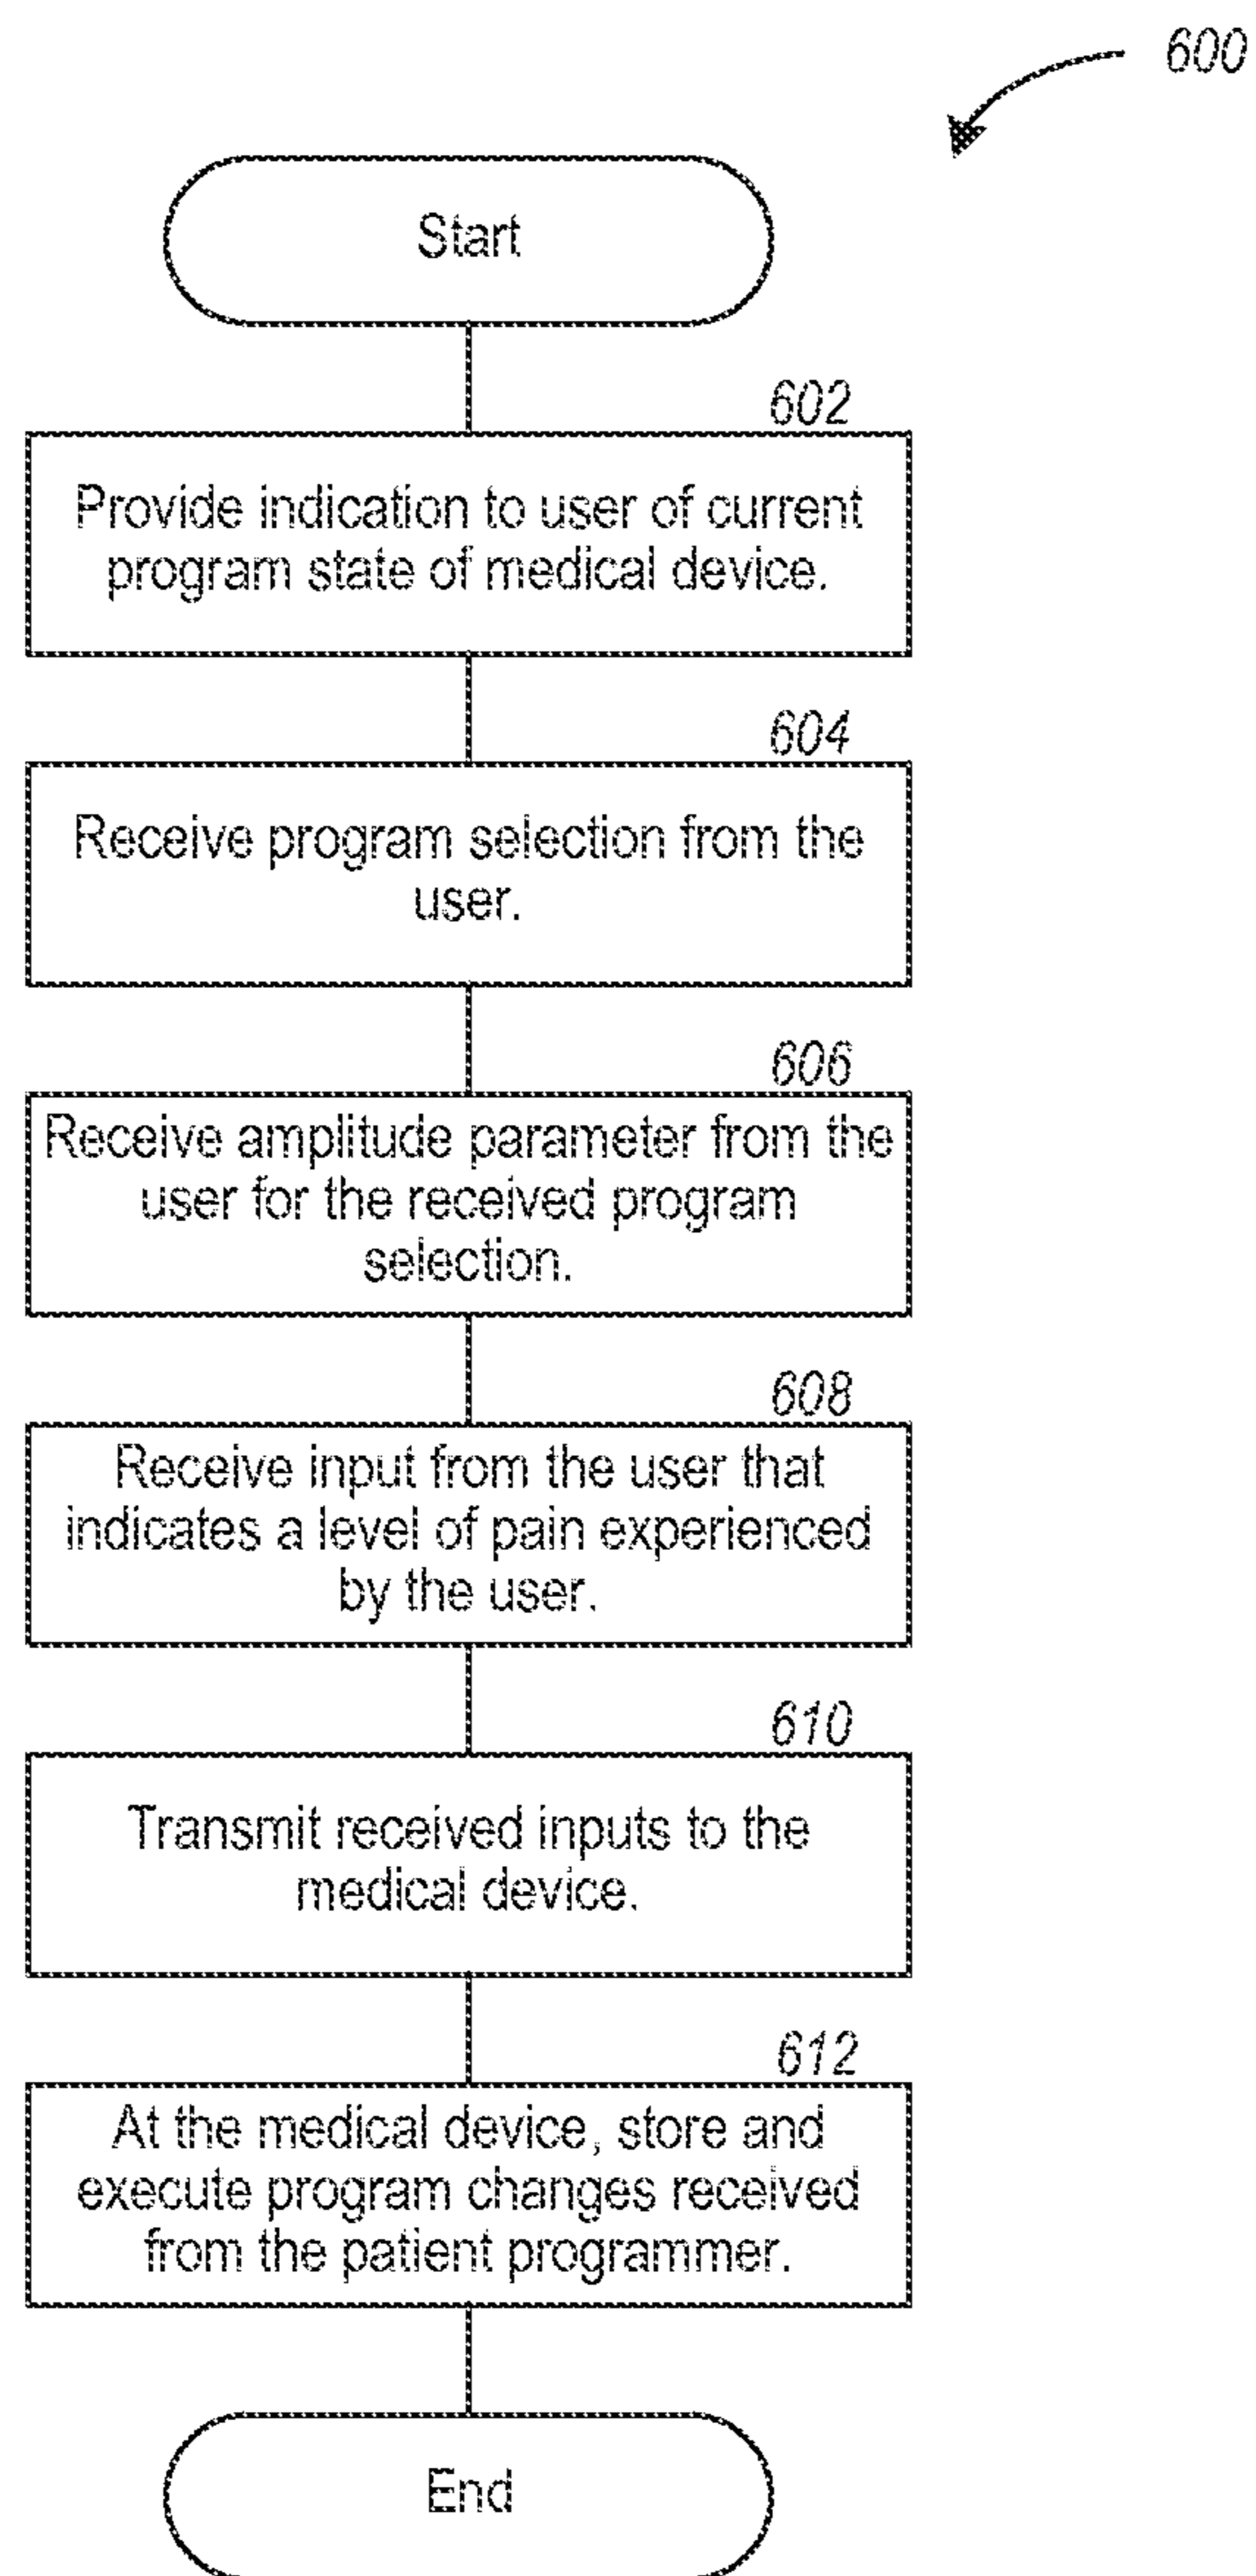 600
Start
602
Provide indication to user of current
program state of medical device.
604
Receive program selection from the
user.
606
Receive amplitude parameter from the
user for the received program
selection.
608
Receive input from the user that
indicates a level of pain experienced
by the user.
610
Transmit received inputs to the
medical device.
612
At the medical device, store and
execute program changes received
from the patient programmer.
End